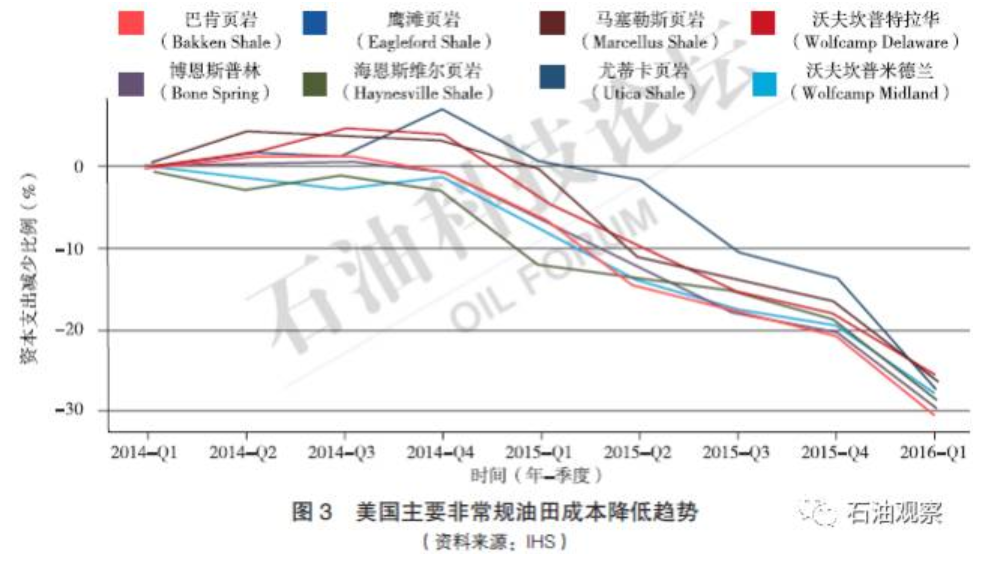 巴肯页岩
(Bakken Shale)
鹰滩页岩
(Eagleford Shale)
马塞勒斯页岩
(Marcellus Shale)
沃夫坎普特拉华
(Wolfcamp Delaware)
博恩斯普林
(Bone Spring)
海恩斯维尔页岩
(Haynesville Shale)
尤蒂卡页岩
(Utica Shale)
沃夫坎普米德兰
(Wolfcamp Midland)
资本支出减少比例(%)
0
-10
-20
-30
石油科技论坛
OIL FORUM
2014-Q1 2014-Q2 2014-Q3 2014-Q4 2015-Q1 2015-Q2 2015-Q3 2015-Q4 2016-Q1
时间(年-季度)
图3 美国主要非常规油田成本降低趋势
(资料来源:IHS)
石油观察